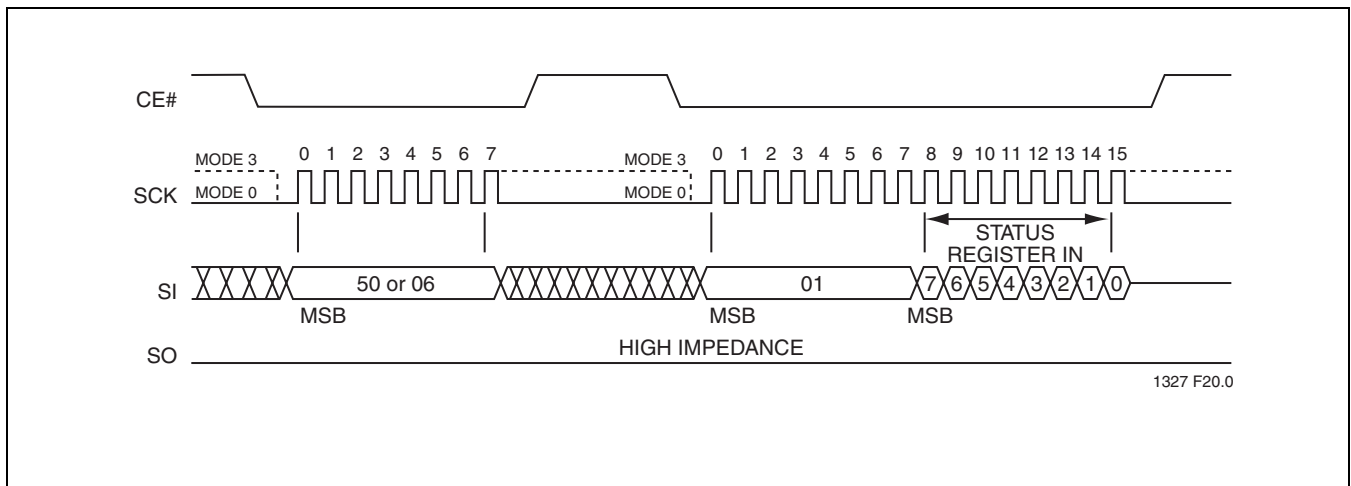 CE#
MODE 3 0 1 2 3 4 5 6 7 MODE 3 0 1 2 3 4 5 6 7 8 9 10 11 12 13 14 15
SCK MODE 0 MODE 0
STATUS
REGISTER IN
SI 50 or 06 01 7 6 5 4 3 2 1 0
MSB MSB MSB
SO HIGH IMPEDANCE
1327 F20.0